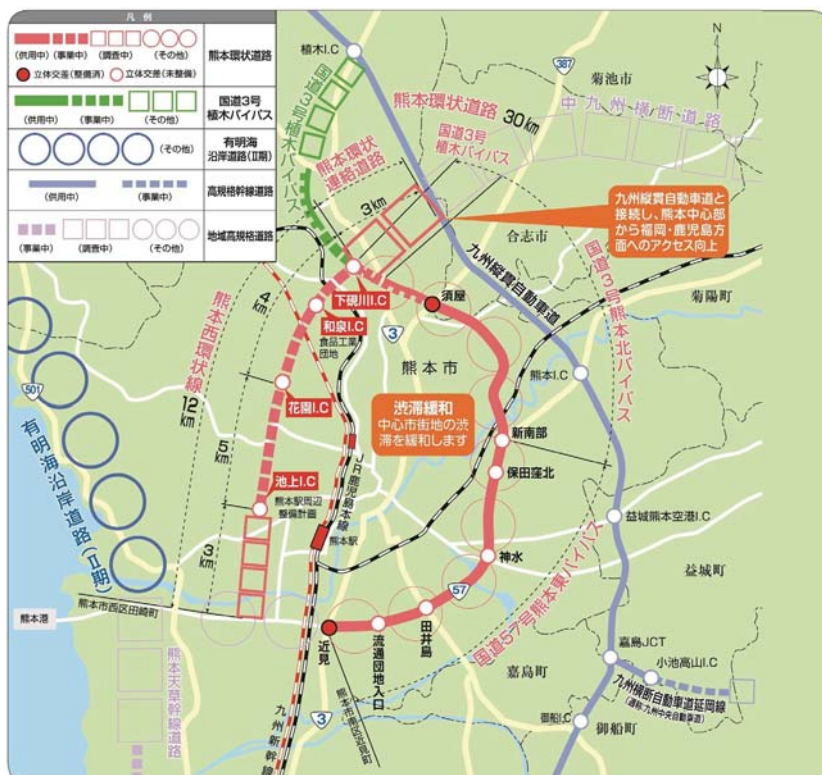 凡例
(供用中)
(事業中)
(調査中)
(その他)
立体交差(整備済)
立体交差(未整備)
熊本環状道路
(供用中)
(事業中)
(その他)
国道3号
植木バイパス
(その他)
有明海
沿岸道路(Ⅱ期)
(供用中)
(事業中)
高規格幹線道路
(事業中)
(調査中)
(その他)
地域高規格道路
植木I.C
国道3号植木バイパス
387
菊池市
N
熊本環状道路
30km
中九州横断道路
国道3号
植木バイパス
熊本環状
連絡道路
3km
九州縦貫自動車道と
接続し、熊本中心部
から福岡・鹿児島方
面へのアクセス向上
合志市
九州縦貫自動車道
国道3号熊本北バイパス
菊陽町
下硯川I.C
須屋
和泉I.C
食品工業
団地
3
熊本市
4km
熊本西環状線
12km
花園I.C
渋滞緩和
中心市街地の渋
滞を緩和します
熊本I.C
新南部
保田窪北
501
有明海沿岸道路(Ⅱ期)
5km
池上I.C
熊本駅周辺
整備計画
JR鹿児島本線
熊本駅
益城熊本空港I.C
神水
益城町
3km
熊本市西区田崎町
熊本港
57
国道57号熊本東バイパス
近見
流通団地入口
田井島
嘉島町
嘉島JCT
小池高山I.C
九州横断自動車道延岡線
(通称:九州中央自動車道)
熊本天草幹線道路
九州新幹線
3
熊本市南区近見町
御船I.C
御船町